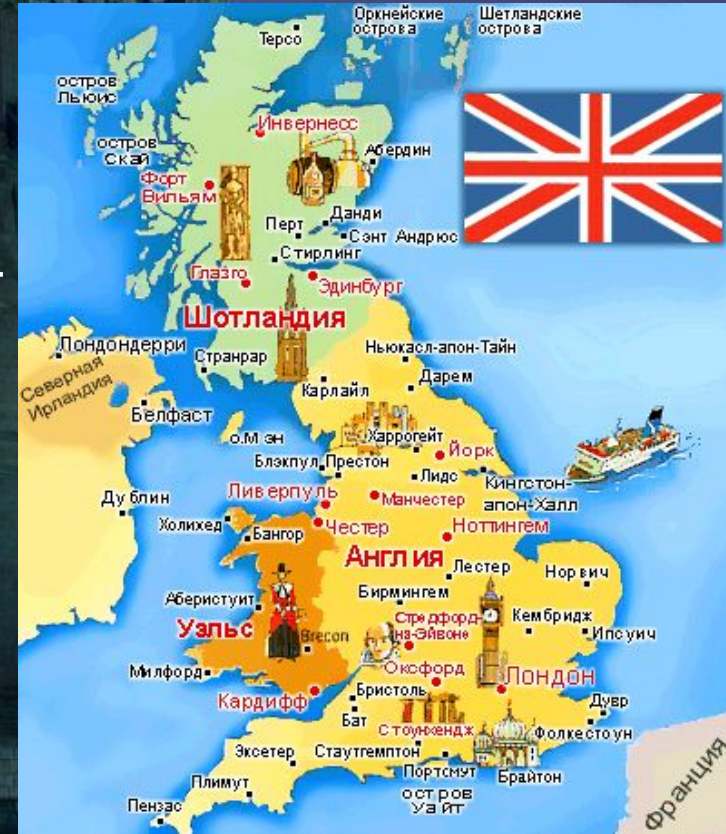 Оркнейские
острова
Шетландские
острова
Терсо
остров
Льюис
остров
Скай
Инвернесс
Абердин
Форт
Вильям
Данди
Перт
Сэнт Андрюс
Стирлинг
Глазго
Эдинбург
Шотландия
Лондондерри
Странрар
Ньюкасл-апон-Тайн
Северная
Ирландия
Дарем
Карлайл
Белфаст
о.Мэн
Харрогейт
Йорк
Блэкпул
Престон
Лидс
Кингстон-
апон-Халл
Дублин
Ливерпуль
Манчестер
Холихед
Честер
Ноттингем
Бангор
Англия
Лестер
Норвич
Аберистуит
Бирмингем
Стредфорд-
на-Эйвоне
Кембридж
Уэльс
Brecon
Ипсуич
Милфорд
Оксфорд
Лондон
Кардифф
Бристоль
Дувр
Бат
Стоунхендж
Фолкестоун
Эксетер
Стаутгемптон
Портсмут
Брайтон
Плимут
остров
Уайт
Пензас
Франция